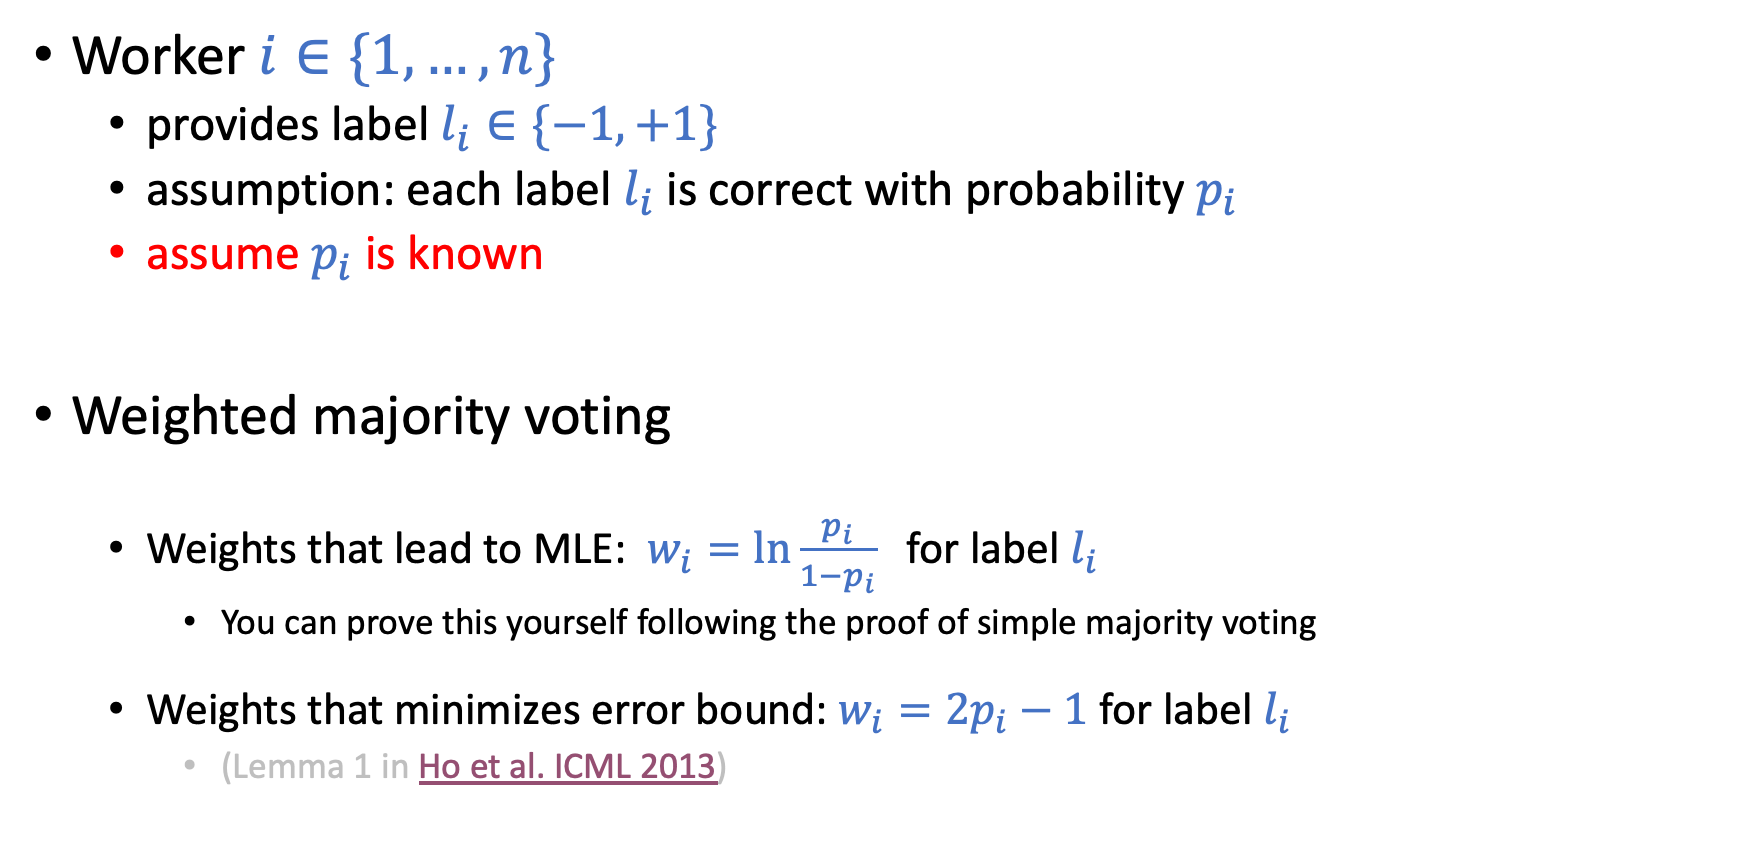 • Worker i ∈ {1, … , n}
• provides label lᵢ ∈ {−1, +1}
• assumption: each label lᵢ is correct with probability pᵢ
• assume pᵢ is known
• Weighted majority voting
• Weights that lead to MLE: wᵢ = ln pᵢ/(1−pᵢ) for label lᵢ
• You can prove this yourself following the proof of simple majority voting
• Weights that minimizes error bound: wᵢ = 2pᵢ − 1 for label lᵢ
• (Lemma 1 in Ho et al. ICML 2013)